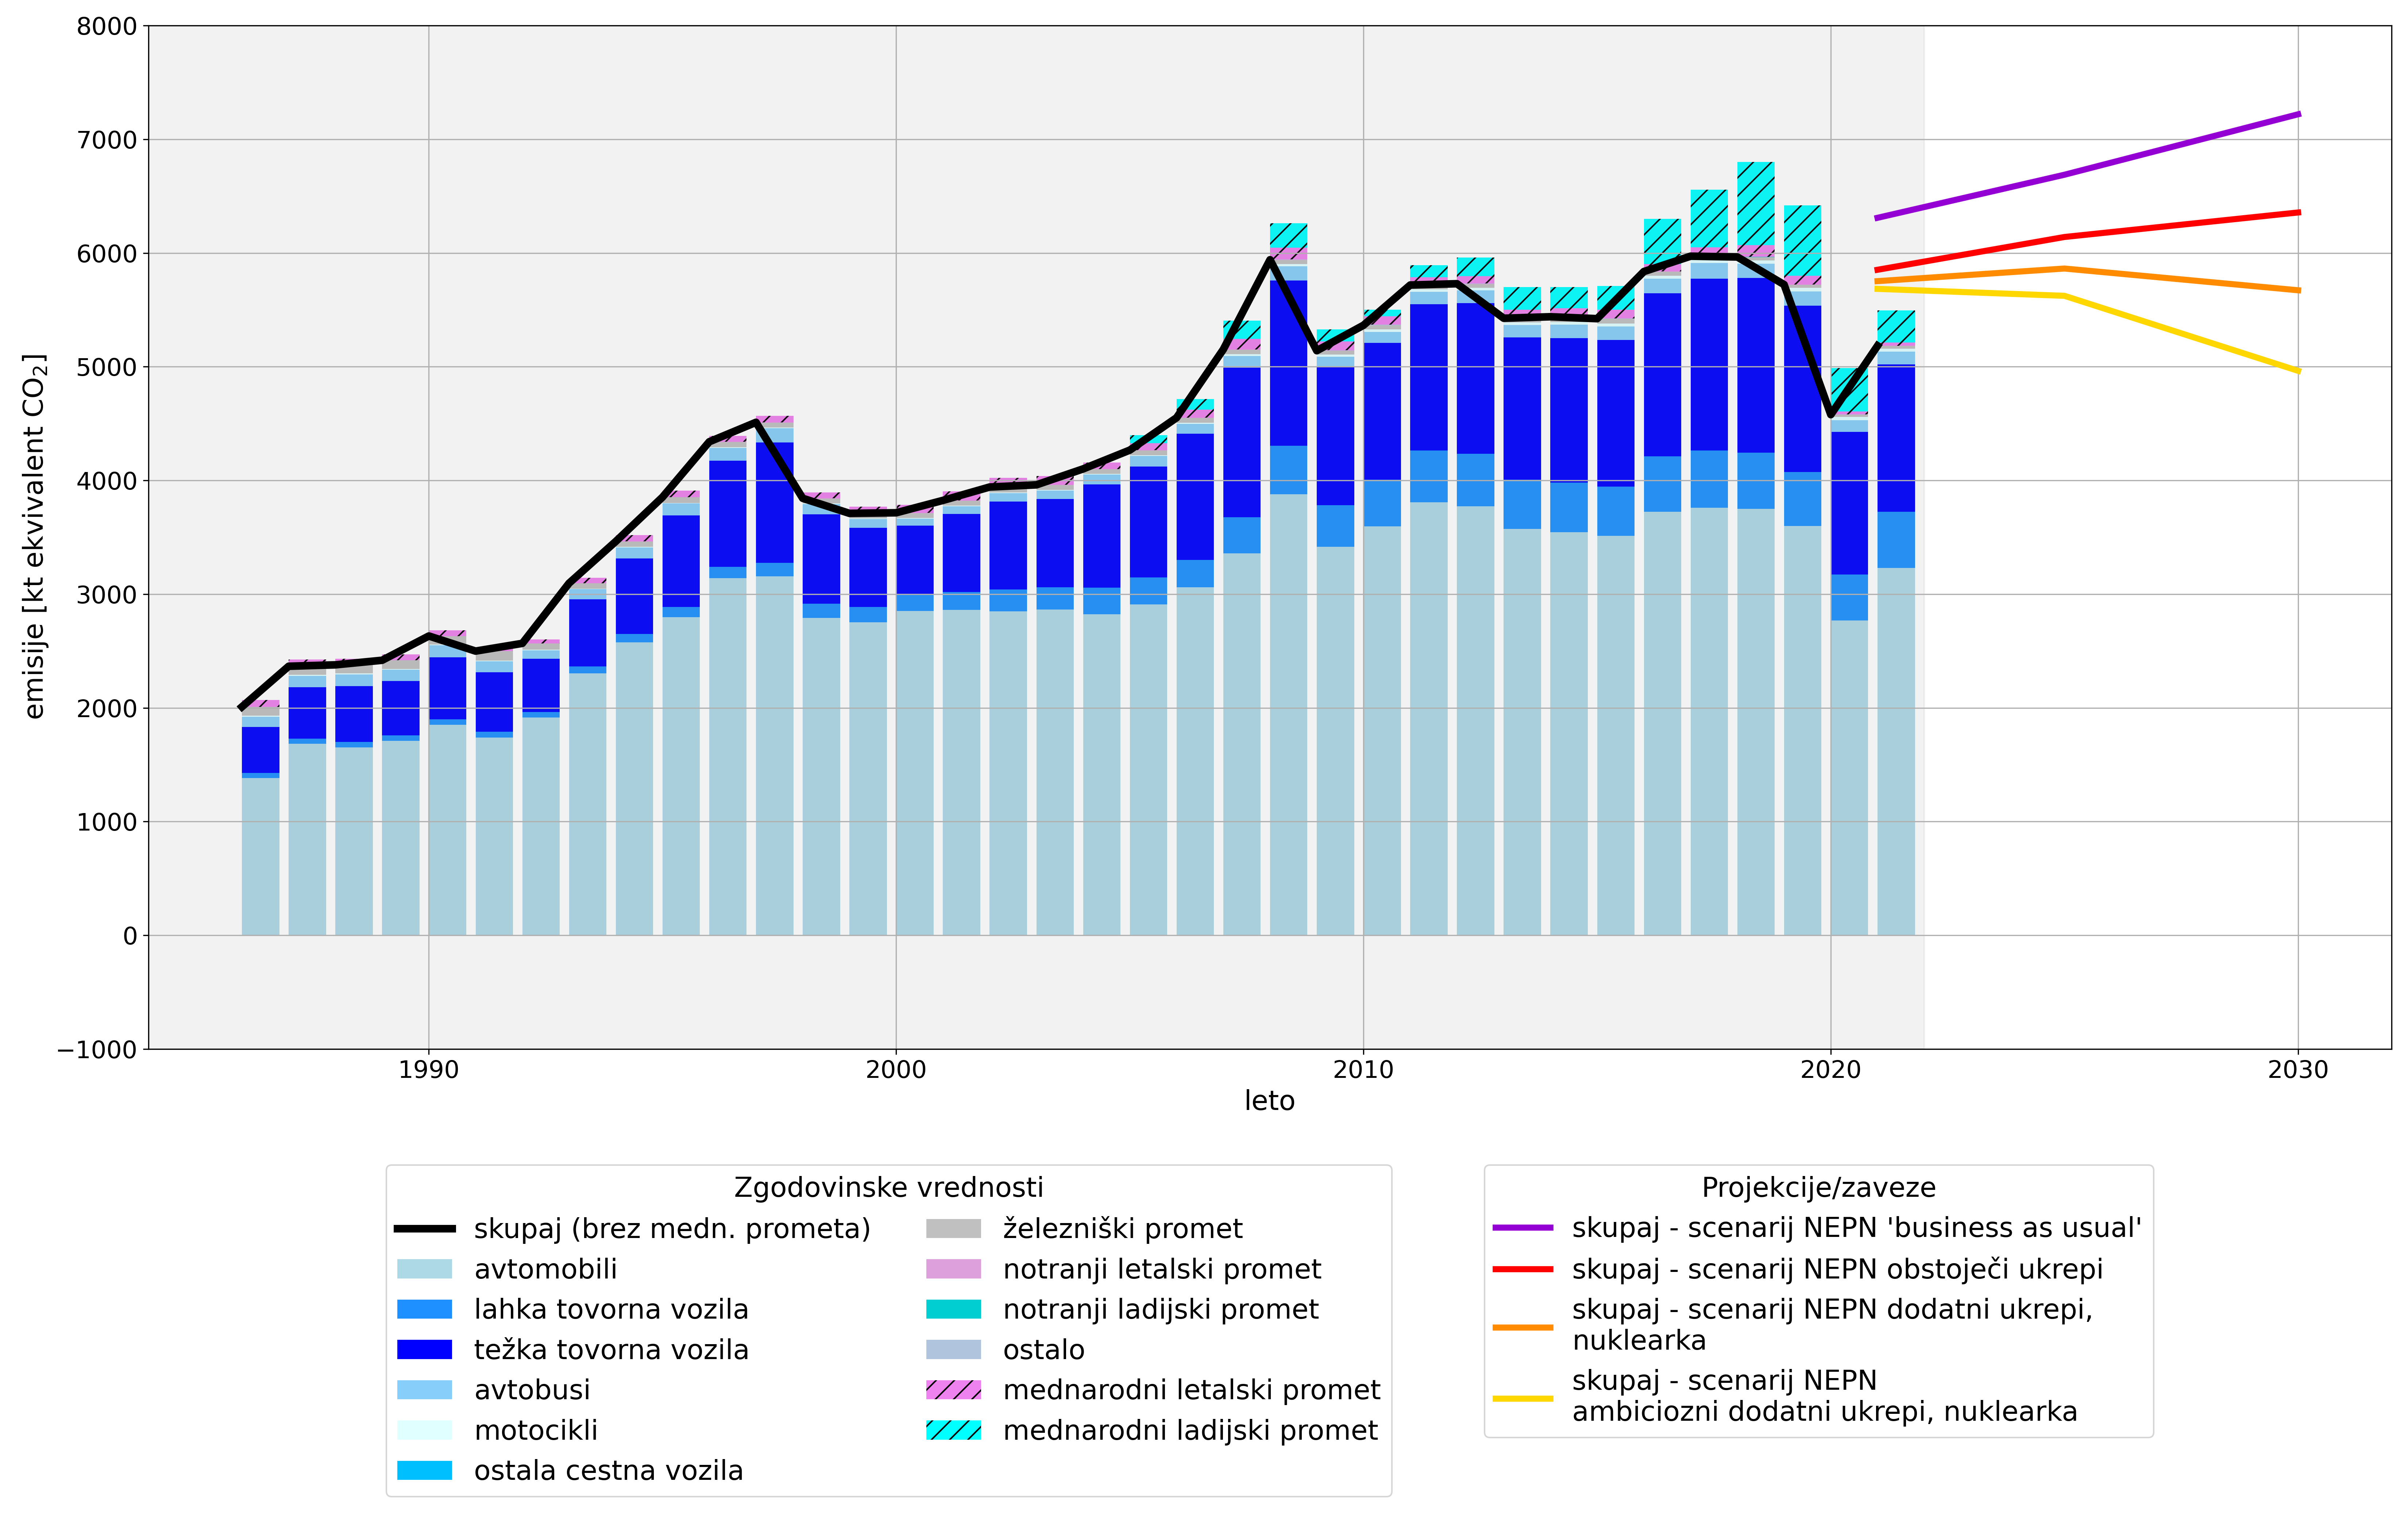 8000
7000
6000
5000
4000
3000
2000
1000
0
−1000
emisije [kt ekvivalent CO₂]
1990
2000
2010
2020
2030
leto
Zgodovinske vrednosti
skupaj (brez medn. prometa)
avtomobili
lahka tovorna vozila
težka tovorna vozila
avtobusi
motocikli
ostala cestna vozila
železniški promet
notranji letalski promet
notranji ladijski promet
ostalo
mednarodni letalski promet
mednarodni ladijski promet
Projekcije/zaveze
skupaj - scenarij NEPN 'business as usual'
skupaj - scenarij NEPN obstoječi ukrepi
skupaj - scenarij NEPN dodatni ukrepi,
nuklearka
skupaj - scenarij NEPN
ambiciozni dodatni ukrepi, nuklearka